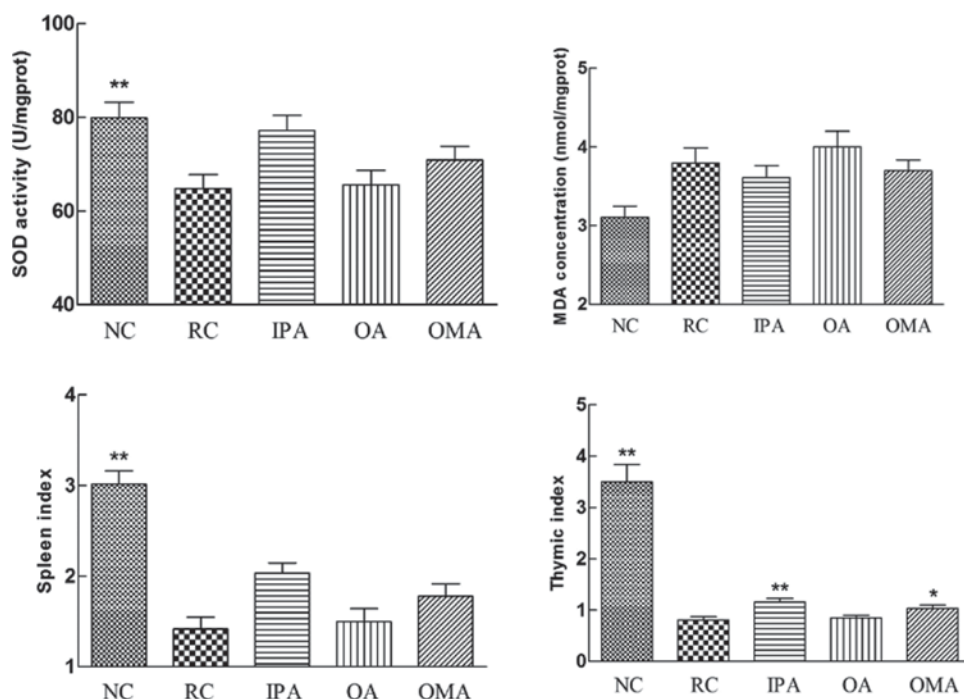 SOD activity (U/mgprot)
100
80
60
40
**
NC RC IPA OA OMA
MDA concentration (nmol/mgprot)
5
4
3
2
NC RC IPA OA OMA
Spleen index
4
3
2
1
**
NC RC IPA OA OMA
Thymic index
5
4
3
2
1
0
**
**
*
NC RC IPA OA OMA